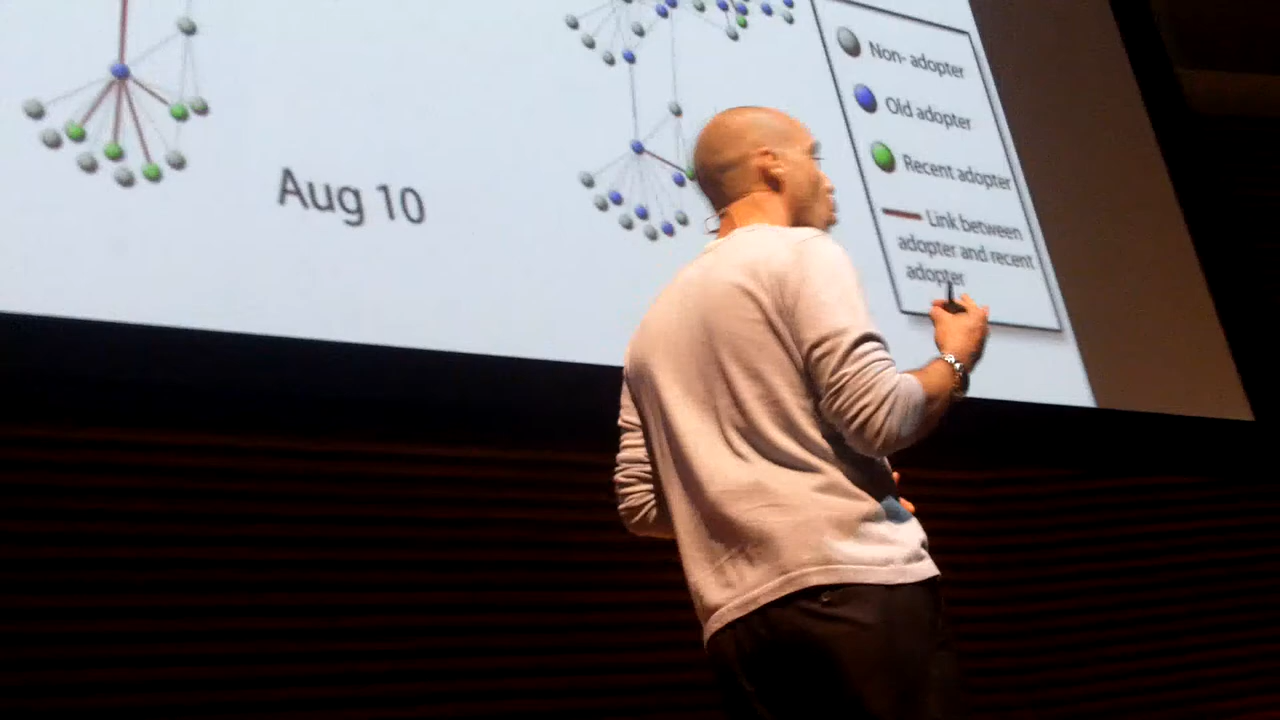 Aug 10
Non- adopter
Old adopter
Recent adopter
Link between
adopter and recent
adopter